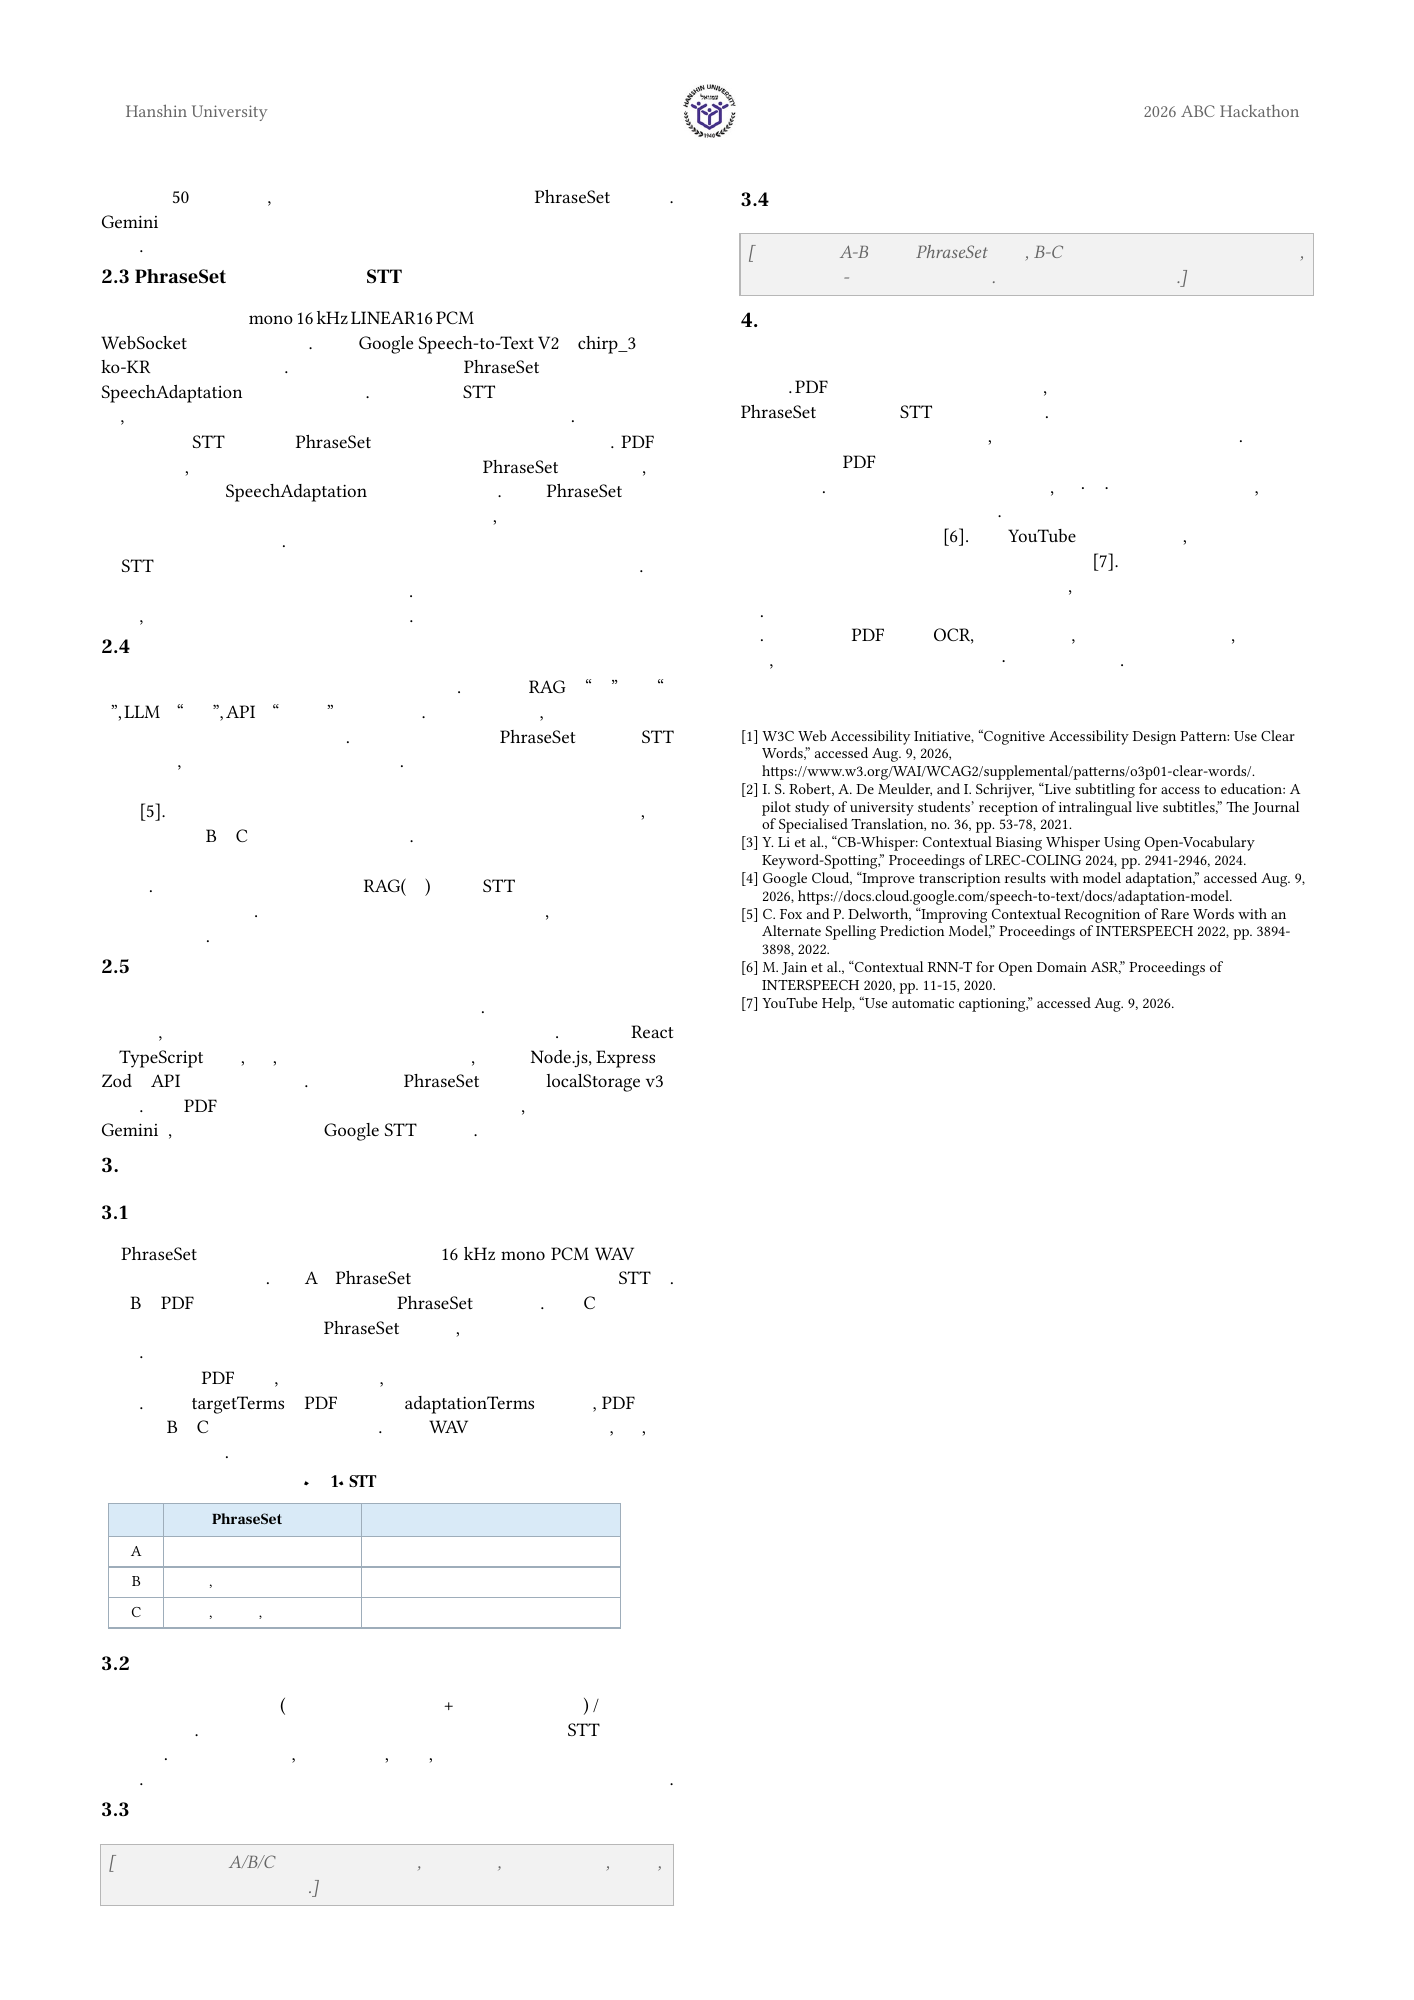 Hanshin University
HANSHIN UNIVERSITY
1940
2026 ABC Hackathon
50 , PhraseSet .
Gemini
.
2.3 PhraseSet STT
mono 16 kHz LINEAR16 PCM
WebSocket . Google Speech-to-Text V2 chirp_3
ko-KR . PhraseSet
SpeechAdaptation . STT
, .
STT PhraseSet . PDF
, PhraseSet ,
SpeechAdaptation . PhraseSet
,
.
STT .
.
, .
2.4
. RAG “ ” “
”, LLM “ ”, API “ ” . ,
. PhraseSet STT
, .
[5]. ,
B C .
. RAG( ) STT
. ,
.
2.5
.
, . React
TypeScript , , , Node.js, Express
Zod API . PhraseSet localStorage v3
. PDF ,
Gemini , Google STT .
3.
3.1
PhraseSet 16 kHz mono PCM WAV
. A PhraseSet STT .
B PDF PhraseSet . C
PhraseSet ,
.
PDF , ,
. targetTerms PDF adaptationTerms , PDF
B C . WAV , ,
.
1. STT
PhraseSet
A
B ,
C , ,
3.2
( + ) /
. STT
. , , ,
. .
3.3
[ A/B/C , , , ,
.]
3.4
[ A-B PhraseSet , B-C ,
- . .]
4.
. PDF ,
PhraseSet STT .
, .
PDF
. , · · ,
.
[6]. YouTube ,
[7].
,
.
. PDF OCR, , ,
, · .
[1] W3C Web Accessibility Initiative, “Cognitive Accessibility Design Pattern: Use Clear
Words,” accessed Aug. 9, 2026,
https://www.w3.org/WAI/WCAG2/supplemental/patterns/o3p01-clear-words/.
[2] I. S. Robert, A. De Meulder, and I. Schrijver, “Live subtitling for access to education: A
pilot study of university students’ reception of intralingual live subtitles,” The Journal
of Specialised Translation, no. 36, pp. 53-78, 2021.
[3] Y. Li et al., “CB-Whisper: Contextual Biasing Whisper Using Open-Vocabulary
Keyword-Spotting,” Proceedings of LREC-COLING 2024, pp. 2941-2946, 2024.
[4] Google Cloud, “Improve transcription results with model adaptation,” accessed Aug. 9,
2026, https://docs.cloud.google.com/speech-to-text/docs/adaptation-model.
[5] C. Fox and P. Delworth, “Improving Contextual Recognition of Rare Words with an
Alternate Spelling Prediction Model,” Proceedings of INTERSPEECH 2022, pp. 3894-
3898, 2022.
[6] M. Jain et al., “Contextual RNN-T for Open Domain ASR,” Proceedings of
INTERSPEECH 2020, pp. 11-15, 2020.
[7] YouTube Help, “Use automatic captioning,” accessed Aug. 9, 2026.